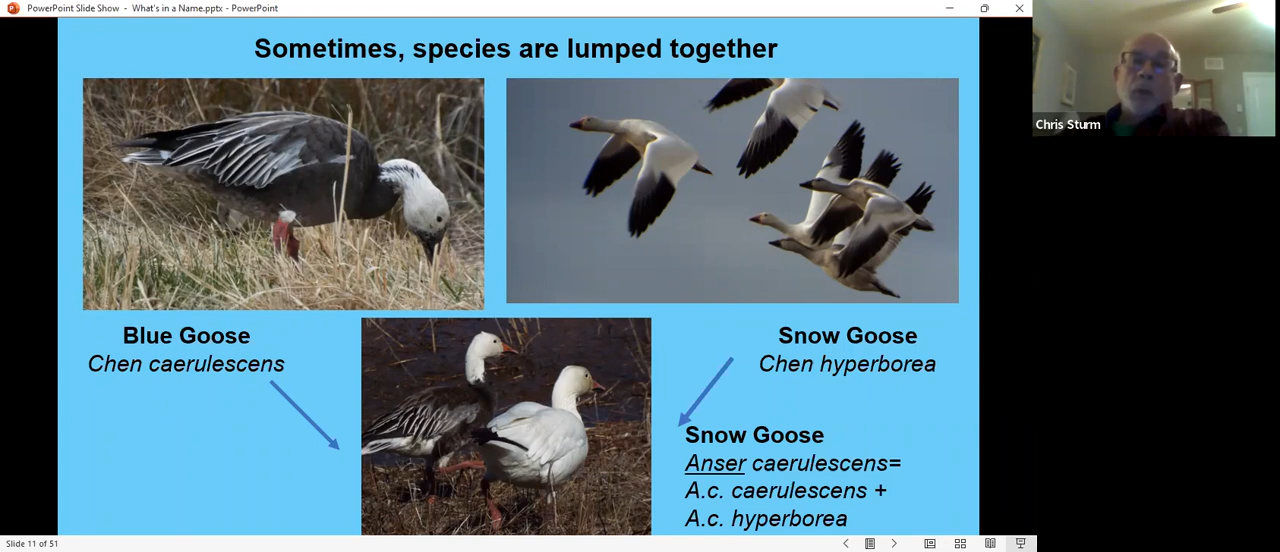 PowerPoint Slide Show - What's in a Name.pptx - PowerPoint
Sometimes, species are lumped together
Chris Sturm
Blue Goose
Chen caerulescens
Snow Goose
Chen hyperborea
Snow Goose
Anser caerulescens=
A.c. caerulescens +
A.c. hyperborea
Slide 11 of 51